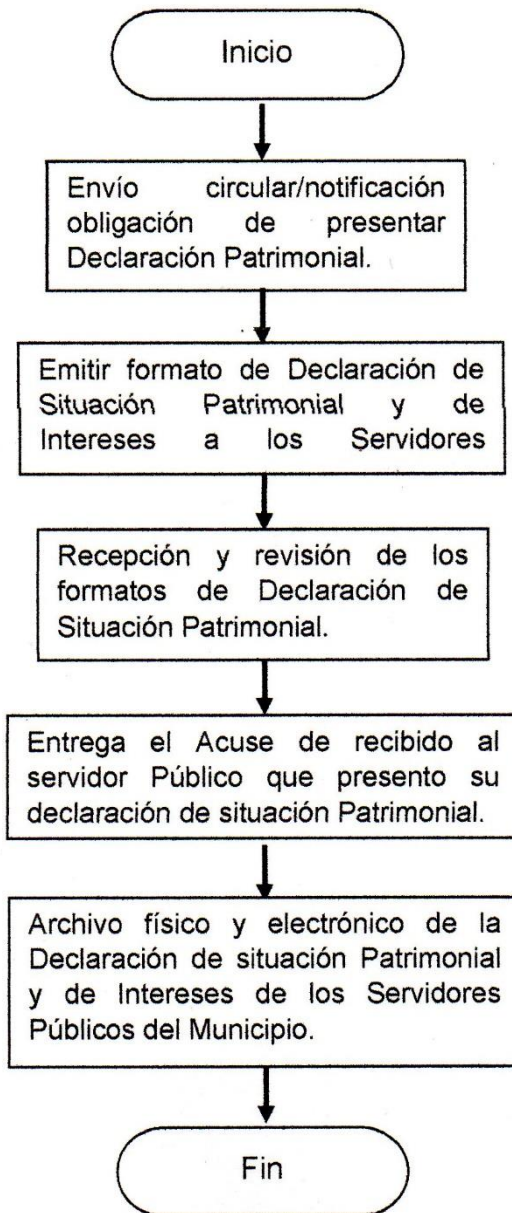 Inicio
Envío circular/notificación
obligación de presentar
Declaración Patrimonial.
Emitir formato de Declaración de
Situación Patrimonial y de
Intereses a los Servidores
Recepción y revisión de los
formatos de Declaración de
Situación Patrimonial.
Entrega el Acuse de recibido al
servidor Público que presento su
declaración de situación Patrimonial.
Archivo físico y electrónico de la
Declaración de situación Patrimonial
y de Intereses de los Servidores
Públicos del Municipio.
Fin